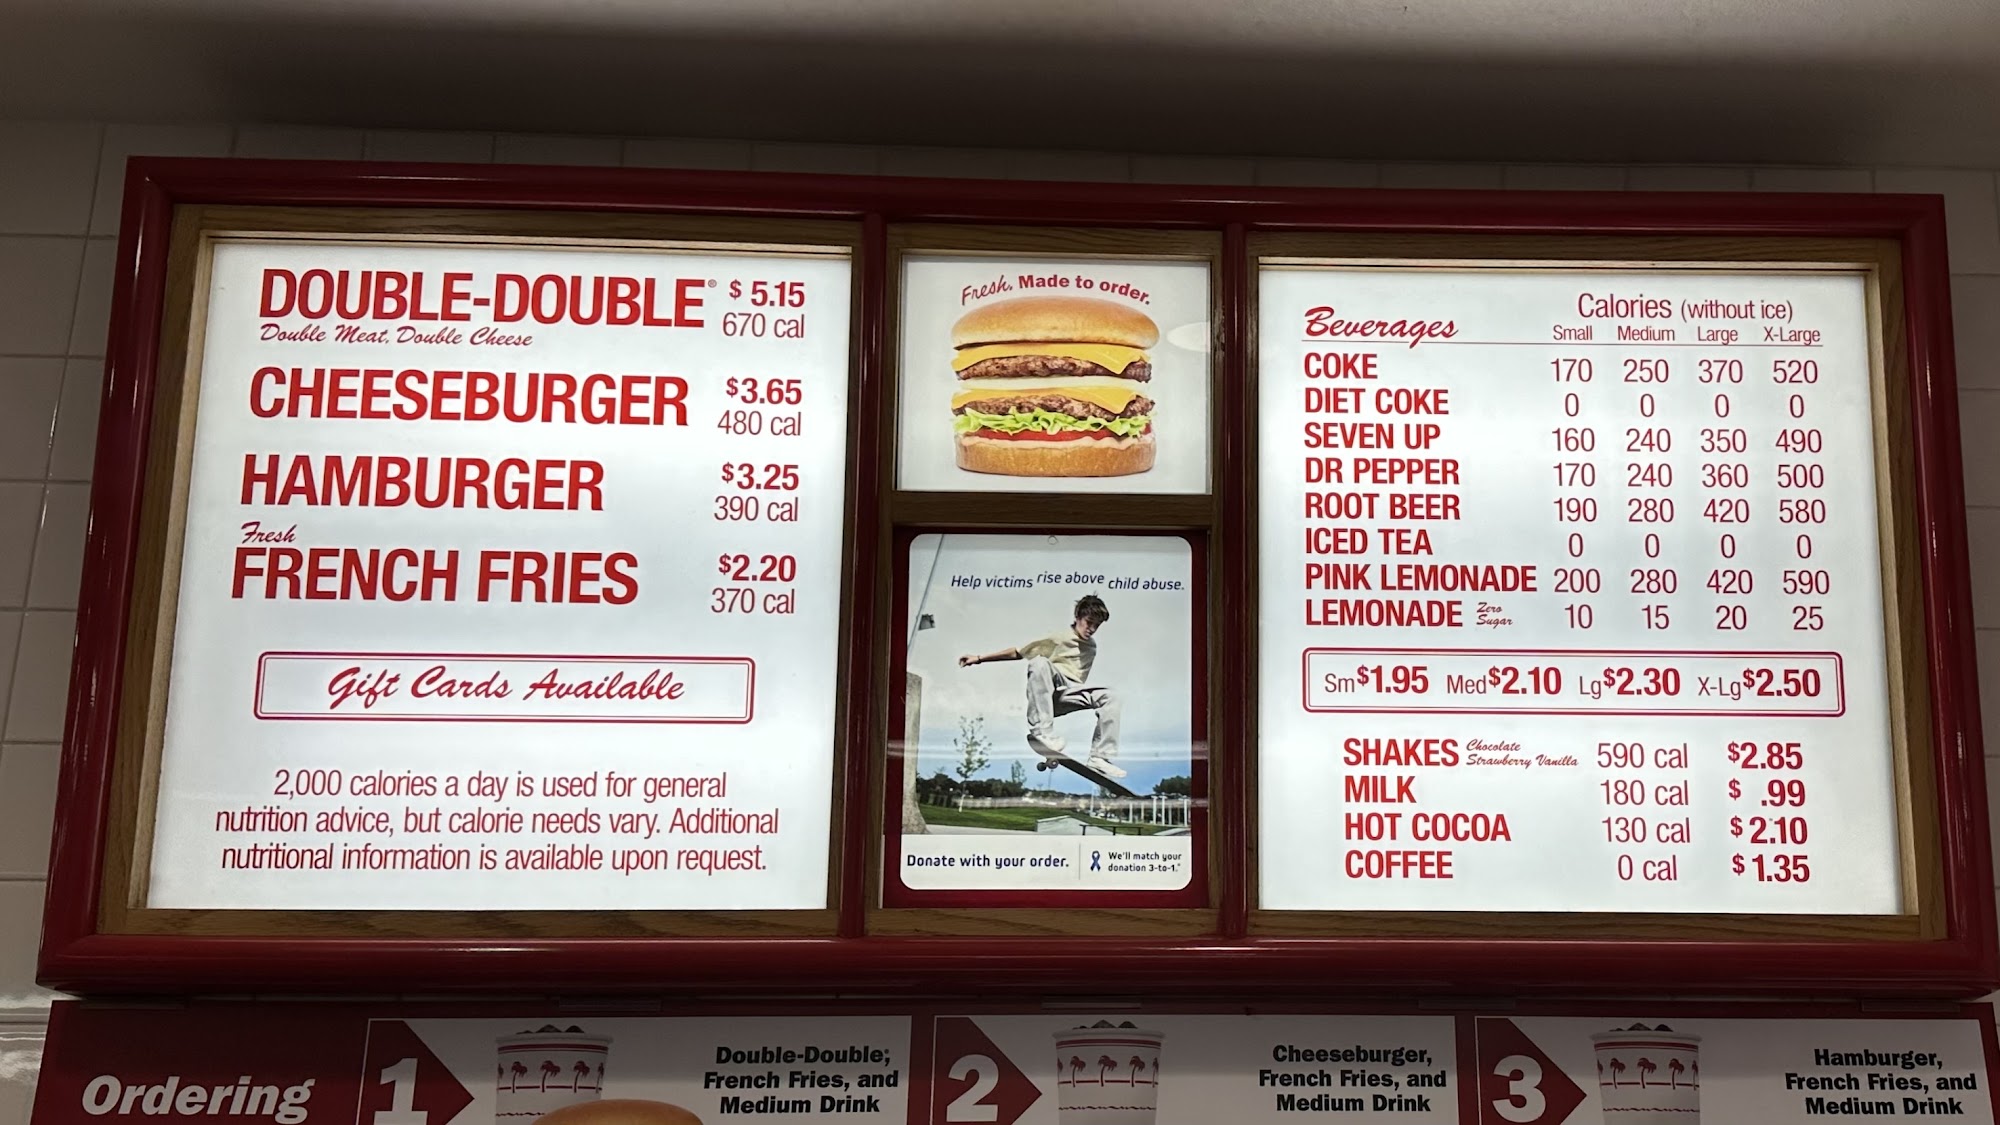 DOUBLE-DOUBLE® $5.15
Double Meat, Double Cheese 670 cal
CHEESEBURGER $3.65
480 cal
HAMBURGER $3.25
390 cal
Fresh
FRENCH FRIES $2.20
370 cal
Gift Cards Available
2,000 calories a day is used for general
nutrition advice, but calorie needs vary. Additional
nutritional information is available upon request.
Fresh, Made to order.
Help victims rise above child abuse.
Donate with your order.
We'll match your
donation 3-to-1.*
Beverages Calories (without ice)
Small Medium Large X-Large
COKE 170 250 370 520
DIET COKE 0 0 0 0
SEVEN UP 160 240 350 490
DR PEPPER 170 240 360 500
ROOT BEER 190 280 420 580
ICED TEA 0 0 0 0
PINK LEMONADE 200 280 420 590
LEMONADE Zero Sugar 10 15 20 25
Sm $1.95 Med $2.10 Lg $2.30 X-Lg $2.50
SHAKES Chocolate Strawberry Vanilla 590 cal $2.85
MILK 180 cal $ .99
HOT COCOA 130 cal $2.10
COFFEE 0 cal $1.35
Ordering
1
Double-Double,®
French Fries, and
Medium Drink
2
Cheeseburger,
French Fries, and
Medium Drink
3
Hamburger,
French Fries, and
Medium Drink